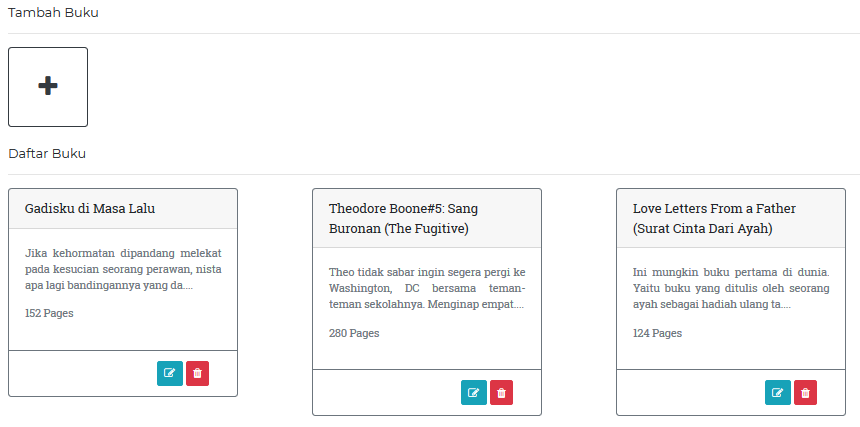 Tambah Buku
Daftar Buku
Gadisku di Masa Lalu
Jika kehormatan dipandang melekat
pada kesucian seorang perawan, nista
apa lagi bandingannya yang da....
152 Pages
Theodore Boone#5: Sang
Buronan (The Fugitive)
Theo tidak sabar ingin segera pergi ke
Washington, DC bersama teman-
teman sekolahnya. Menginap empat....
280 Pages
Love Letters From a Father
(Surat Cinta Dari Ayah)
Ini mungkin buku pertama di dunia.
Yaitu buku yang ditulis oleh seorang
ayah sebagai hadiah ulang ta....
124 Pages